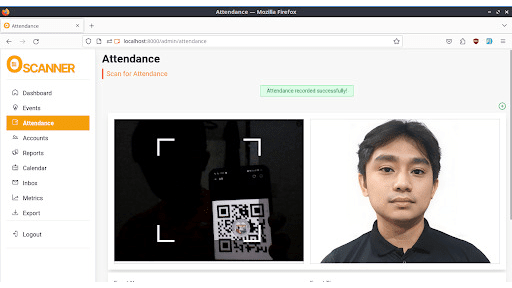 Attendance — Mozilla Firefox
Attendance
localhost:3000/admin/attendance
SCANNER
Attendance
Scan for Attendance
Attendance recorded successfully!
Dashboard
Events
Attendance
Accounts
Reports
Calendar
Inbox
Metrics
Export
Logout